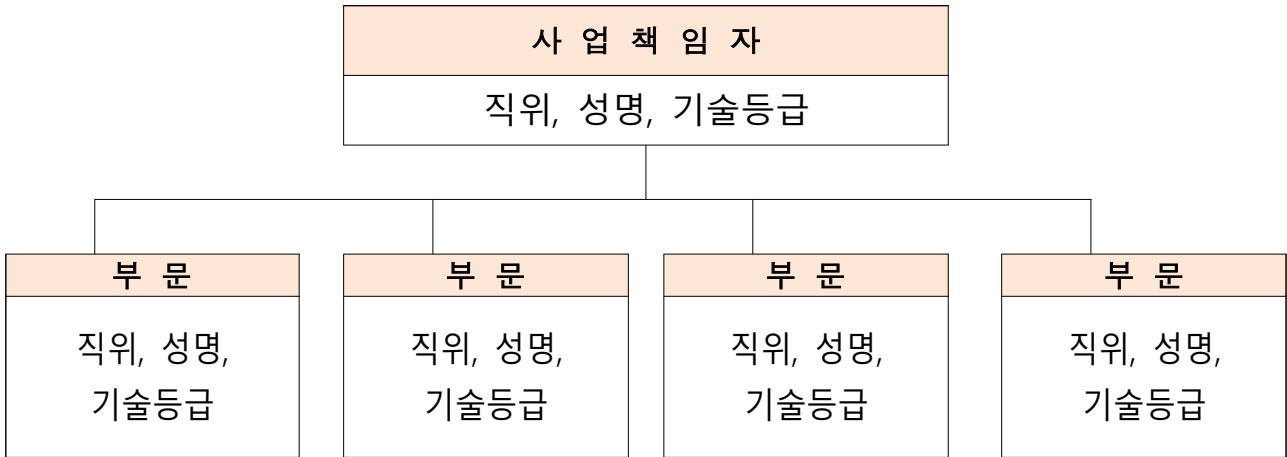 사 업 책 임 자
직위, 성명, 기술등급
부 문
직위, 성명,
기술등급
부 문
직위, 성명,
기술등급
부 문
직위, 성명,
기술등급
부 문
직위, 성명,
기술등급